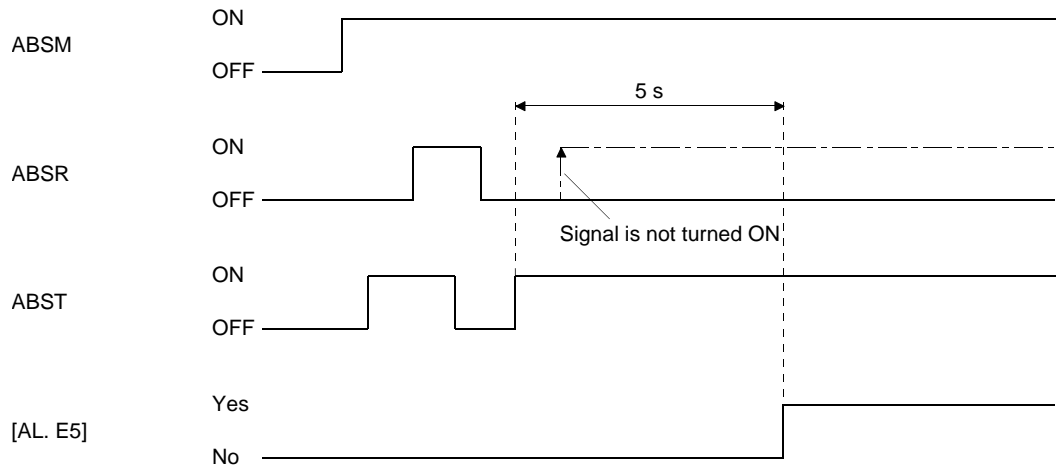 ON
ABSM
OFF
5 s
ON
ABSR
OFF
Signal is not turned ON
ON
ABST
OFF
Yes
[AL. E5]
No